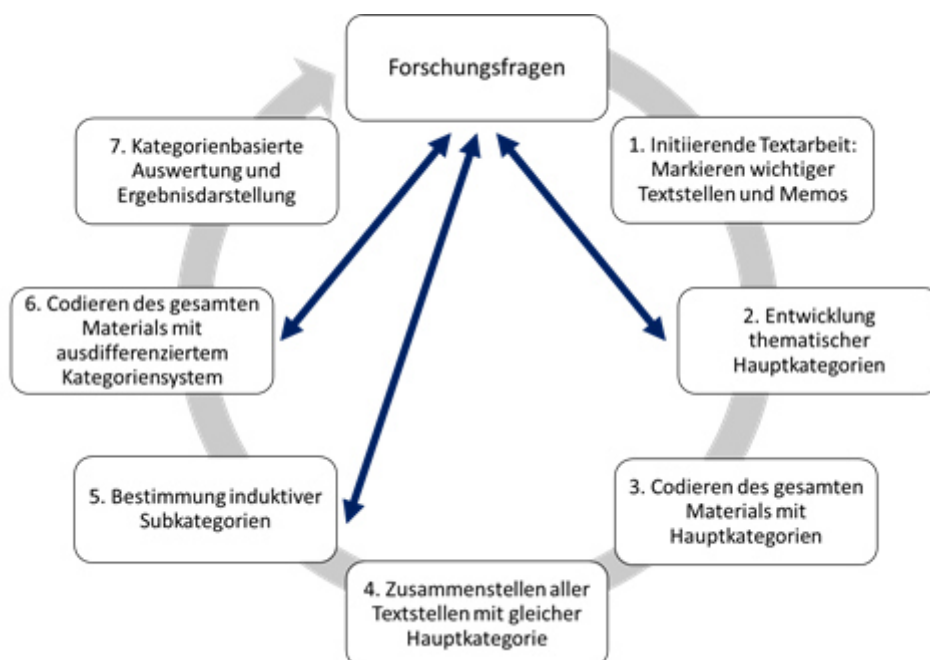 Forschungsfragen
1. Initiierende Textarbeit:
Markieren wichtiger
Textstellen und Memos
2. Entwicklung
thematischer
Hauptkategorien
3. Codieren des gesamten
Materials mit
Hauptkategorien
4. Zusammenstellen aller
Textstellen mit gleicher
Hauptkategorie
5. Bestimmung induktiver
Subkategorien
6. Codieren des gesamten
Materials mit
ausdifferenziertem
Kategoriensystem
7. Kategorienbasierte
Auswertung und
Ergebnisdarstellung